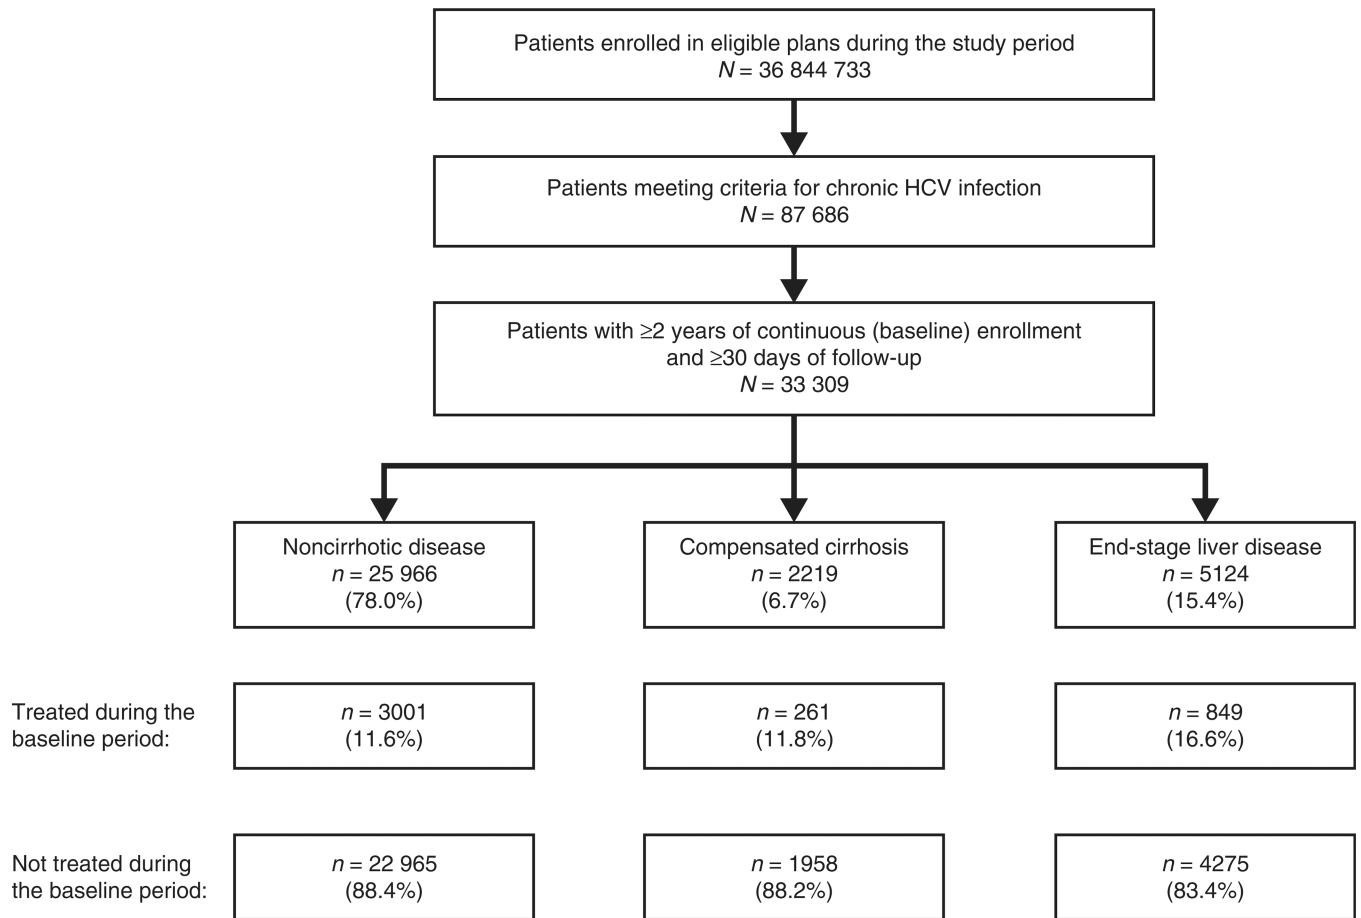 Patients enrolled in eligible plans during the study period
N = 36 844 733
Patients meeting criteria for chronic HCV infection
N = 87 686
Patients with ≥2 years of continuous (baseline) enrollment
and ≥30 days of follow-up
N = 33 309
Noncirrhotic disease
n = 25 966
(78.0%)
Compensated cirrhosis
n = 2219
(6.7%)
End-stage liver disease
n = 5124
(15.4%)
Treated during the
baseline period:
n = 3001
(11.6%)
n = 261
(11.8%)
n = 849
(16.6%)
Not treated during
the baseline period:
n = 22 965
(88.4%)
n = 1958
(88.2%)
n = 4275
(83.4%)